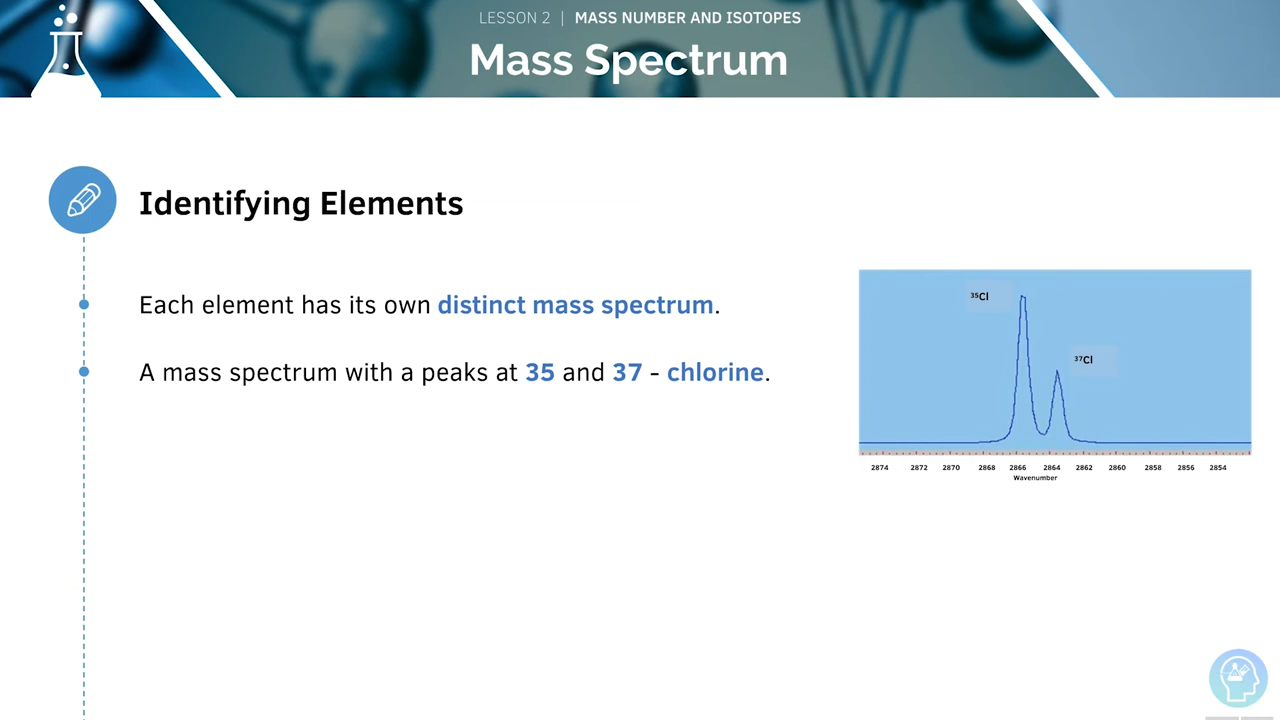 LESSON 2 | MASS NUMBER AND ISOTOPES
Mass Spectrum
Identifying Elements
Each element has its own distinct mass spectrum.
A mass spectrum with a peaks at 35 and 37 - chlorine.
³⁵Cl
³⁷Cl
2874 2872 2870 2868 2866 2864 2862 2860 2858 2856 2854
Wavenumber